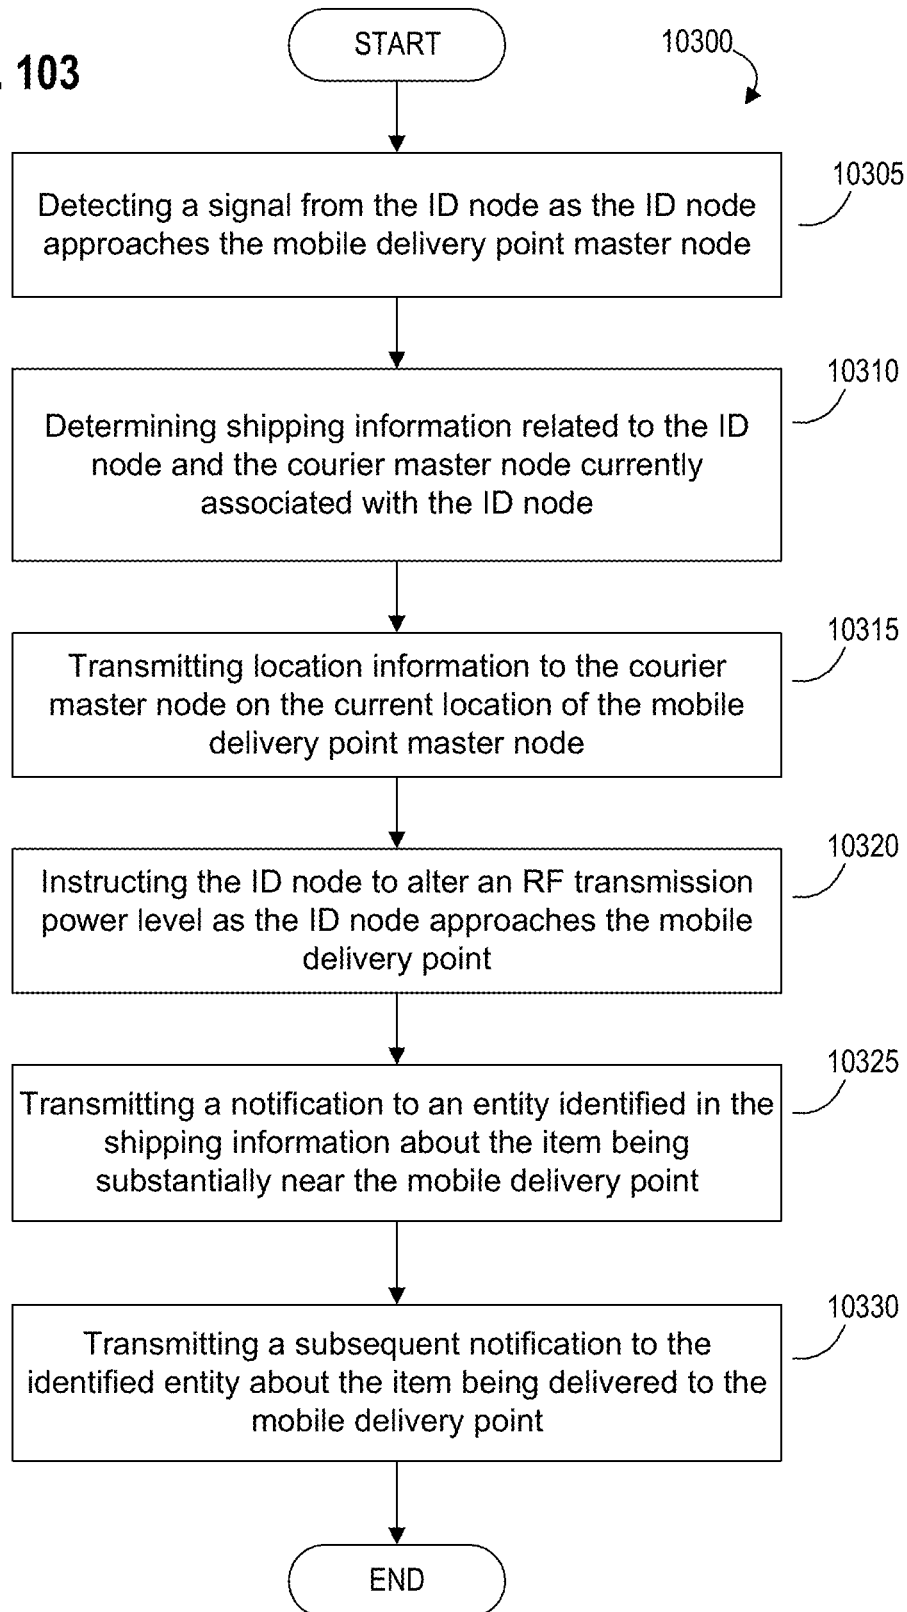 START
10300
. 103
10305
Detecting a signal from the ID node as the ID node
approaches the mobile delivery point master node
10310
Determining shipping information related to the ID
node and the courier master node currently
associated with the ID node
10315
Transmitting location information to the courier
master node on the current location of the mobile
delivery point master node
10320
Instructing the ID node to alter an RF transmission
power level as the ID node approaches the mobile
delivery point
10325
Transmitting a notification to an entity identified in the
shipping information about the item being
substantially near the mobile delivery point
10330
Transmitting a subsequent notification to the
identified entity about the item being delivered to the
mobile delivery point
END